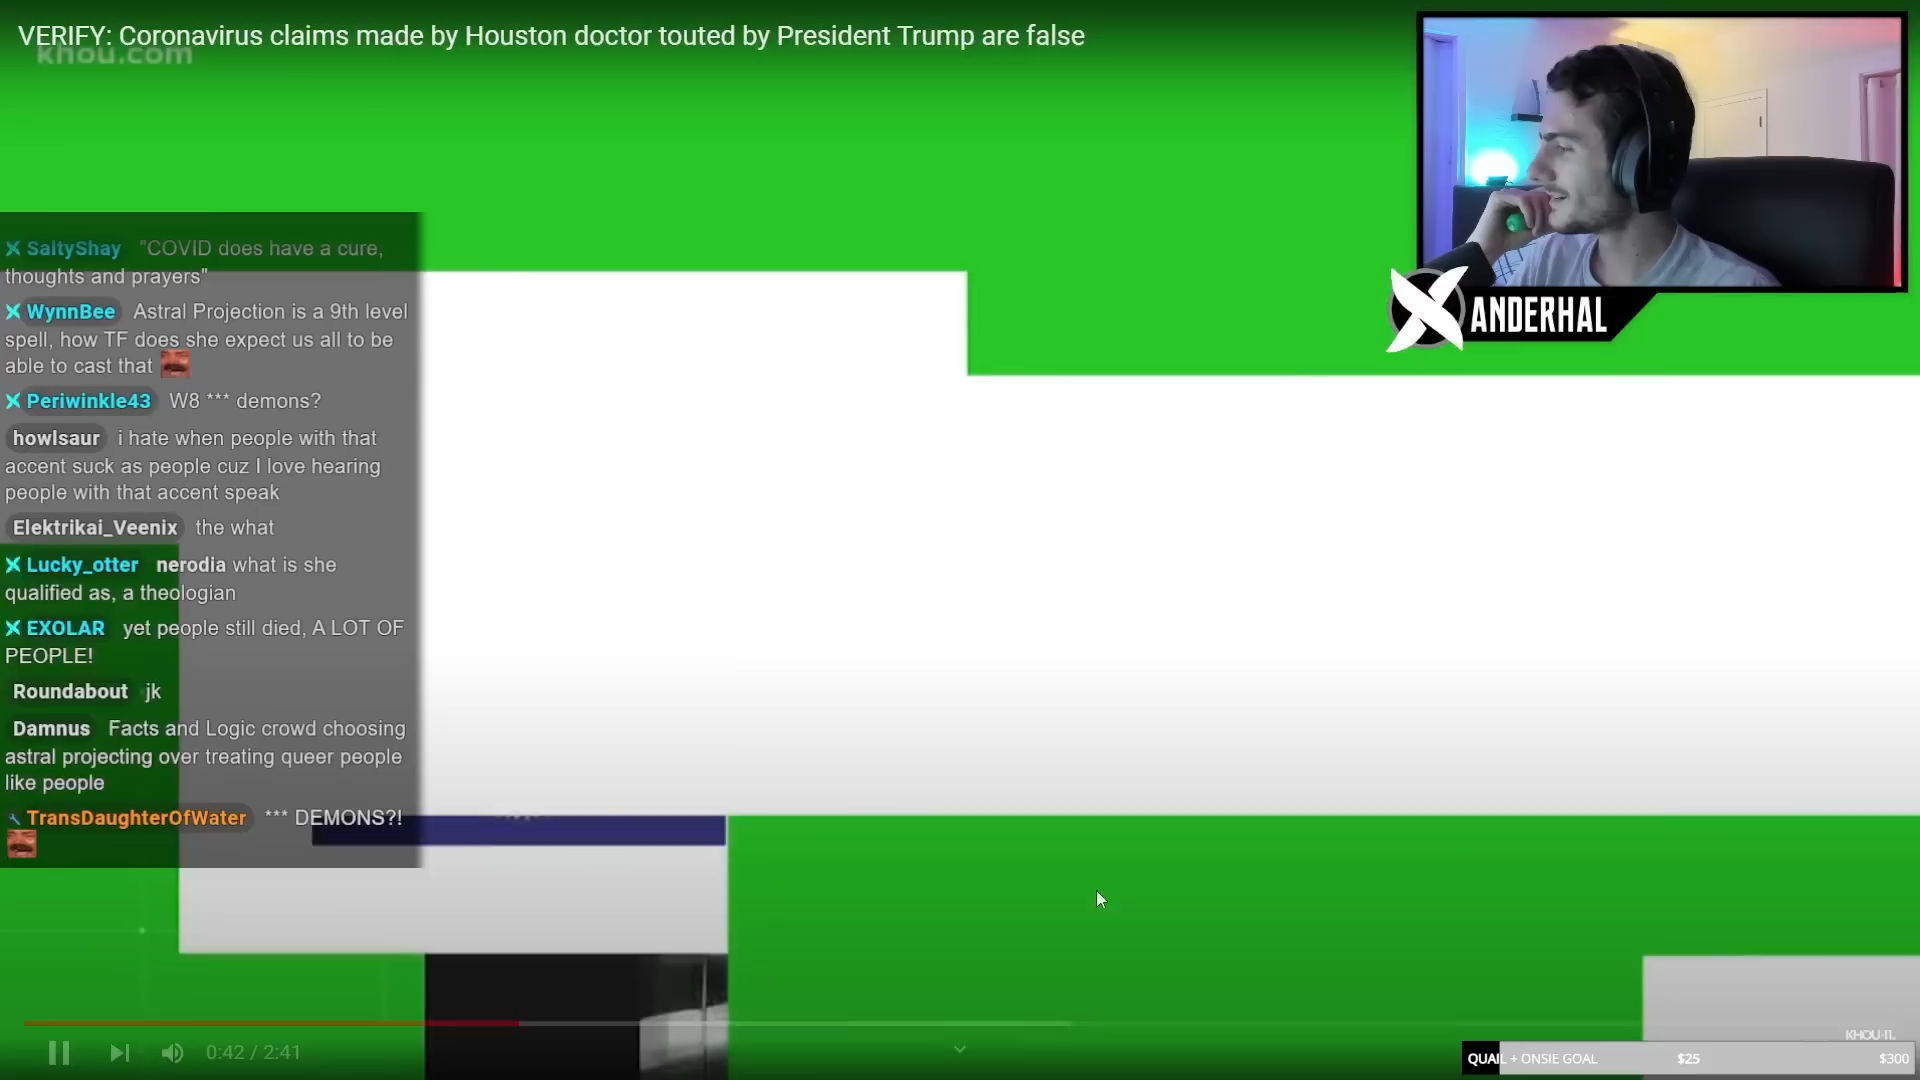 VERIFY: Coronavirus claims made by Houston doctor touted by President Trump are false
khou.com
SaltyShay "COVID does have a cure,
thoughts and prayers"
WynnBee Astral Projection is a 9th level
spell, how TF does she expect us all to be
able to cast that
Periwinkle43 W8 *** demons?
howlsaur i hate when people with that
accent suck as people cuz I love hearing
people with that accent speak
Elektrikai_Veenix the what
Lucky_otter nerodia what is she
qualified as, a theologian
EXOLAR yet people still died, A LOT OF
PEOPLE!
Roundabout jk
Damnus Facts and Logic crowd choosing
astral projecting over treating queer people
like people
TransDaughterOfWater *** DEMONS?!
ANDERHAL
0:42 / 2:41
KHOU 11.
QUAIL + ONSIE GOAL $25 $300